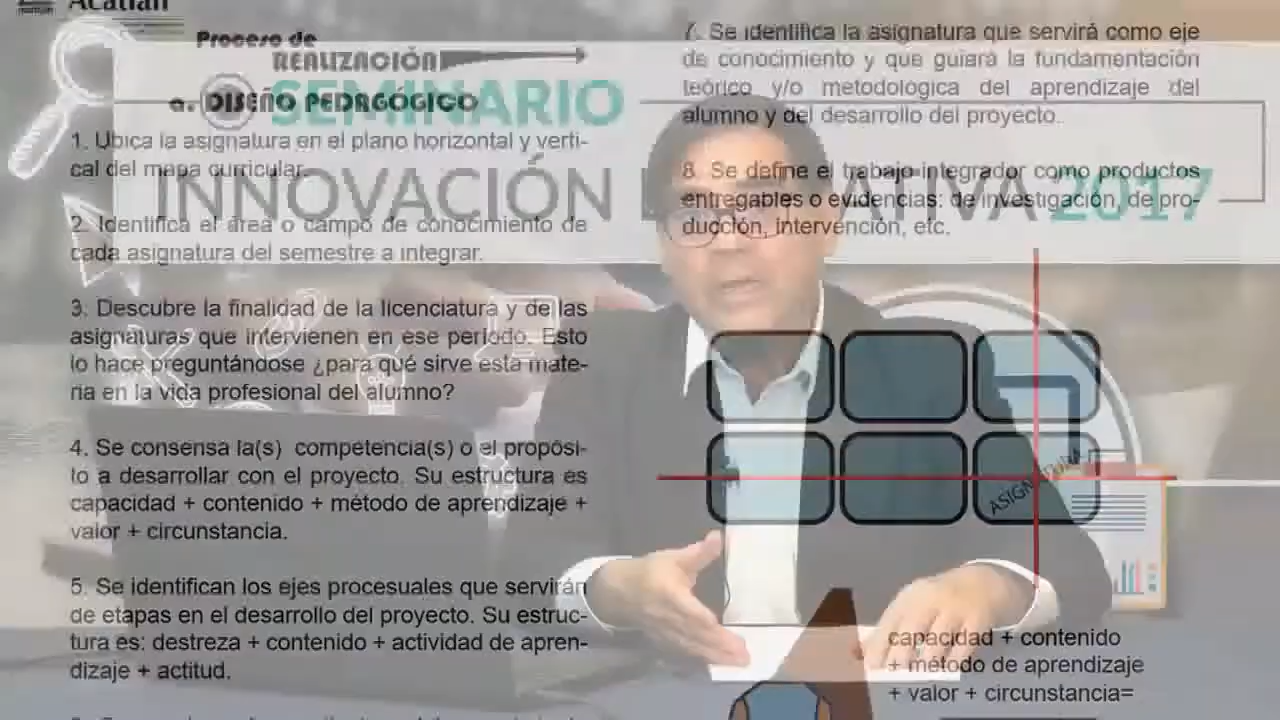 Acatlán
Proceso de
REALIZACIÓN
a. DISEÑO PEDAGÓGICO
SEMINARIO
INNOVACIÓN
2017
1. Ubica la asignatura en el plano horizontal y verti-
cal del mapa curricular.
2. Identifica el área o campo de conocimiento de
cada asignatura del semestre a integrar.
3. Descubre la finalidad de la licenciatura y de las
asignaturas que intervienen en ese período. Esto
lo hace preguntándose ¿para qué sirve esta mate-
ria en la vida profesional del alumno?
4. Se consensa la(s) competencia(s) o el propósi-
to a desarrollar con el proyecto. Su estructura es
capacidad + contenido + método de aprendizaje +
valor + circunstancia.
5. Se identifican los ejes procesuales que servirán
de etapas en el desarrollo del proyecto. Su estruc-
tura es: destreza + contenido + actividad de apren-
dizaje + actitud.
7. Se identifica la asignatura que servirá como eje
de conocimiento y que guiará la fundamentación
teórico y/o metodológica del aprendizaje del
alumno y del desarrollo del proyecto.
8. Se define el trabajo integrador como productos
entregables o evidencias: de investigación, de pro-
ducción, intervención, etc.
ASIGNATURA
capacidad + contenido
+ método de aprendizaje
+ valor + circunstancia=